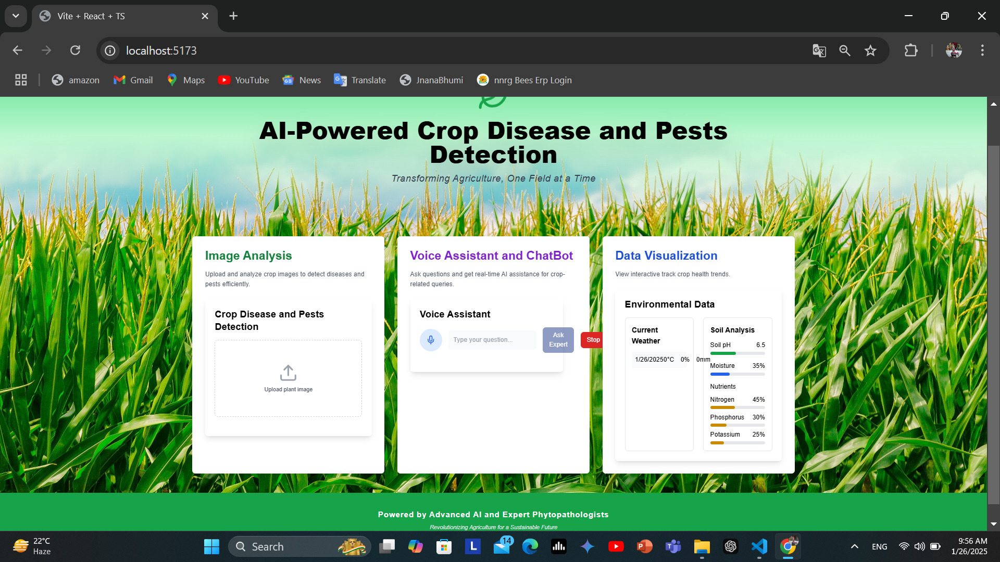 Vite + React + TS
localhost:5173
amazon
Gmail
Maps
YouTube
News
Translate
JnanaBhumi
nnrg Bees Erp Login
AI-Powered Crop Disease and Pests
Detection
Transforming Agriculture, One Field at a Time
Image Analysis
Upload and analyze crop images to detect diseases and
pests efficiently.
Crop Disease and Pests
Detection
Upload plant image
Voice Assistant and ChatBot
Ask questions and get real-time AI assistance for crop-
related queries.
Voice Assistant
Type your question...
Ask
Expert
Stop
Data Visualization
View interactive track crop health trends.
Environmental Data
Current
Weather
1/26/20250°C 0% 0mm
Soil Analysis
Soil pH 6.5
Moisture 35%
Nutrients
Nitrogen 45%
Phosphorus 30%
Potassium 25%
Powered by Advanced AI and Expert Phytopathologists
Revolutionizing Agriculture for a Sustainable Future
22°C
Haze
Search
L
14
ENG
9:56 AM
1/26/2025